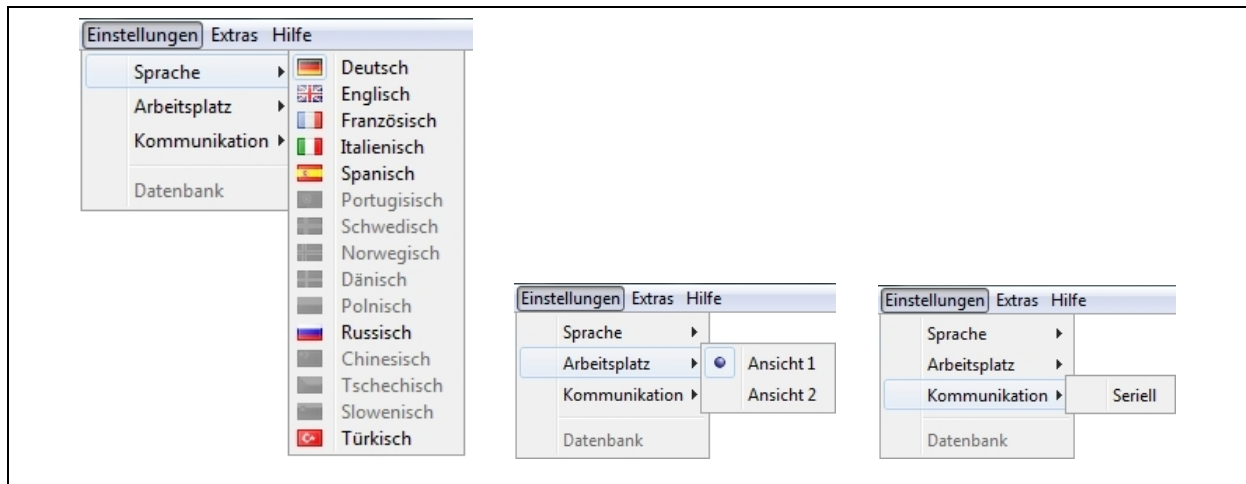 Einstellungen Extras Hilfe
Sprache
Arbeitsplatz
Kommunikation
Datenbank
Deutsch
Englisch
Französisch
Italienisch
Spanisch
Portugisisch
Schwedisch
Norwegisch
Dänisch
Polnisch
Russisch
Chinesisch
Tschechisch
Slowenisch
Türkisch
Einstellungen Extras Hilfe
Sprache
Arbeitsplatz
Kommunikation
Datenbank
Ansicht 1
Ansicht 2
Einstellungen Extras Hilfe
Sprache
Arbeitsplatz
Kommunikation
Datenbank
Seriell